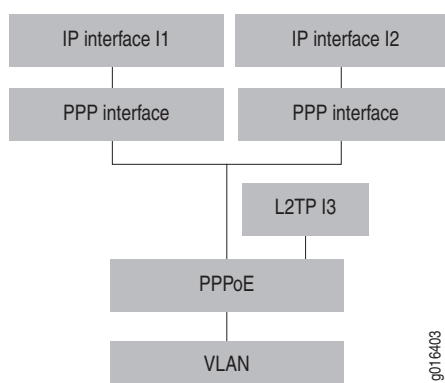 IP interface I1
IP interface I2
PPP interface
PPP interface
L2TP I3
PPPoE
VLAN
g016403